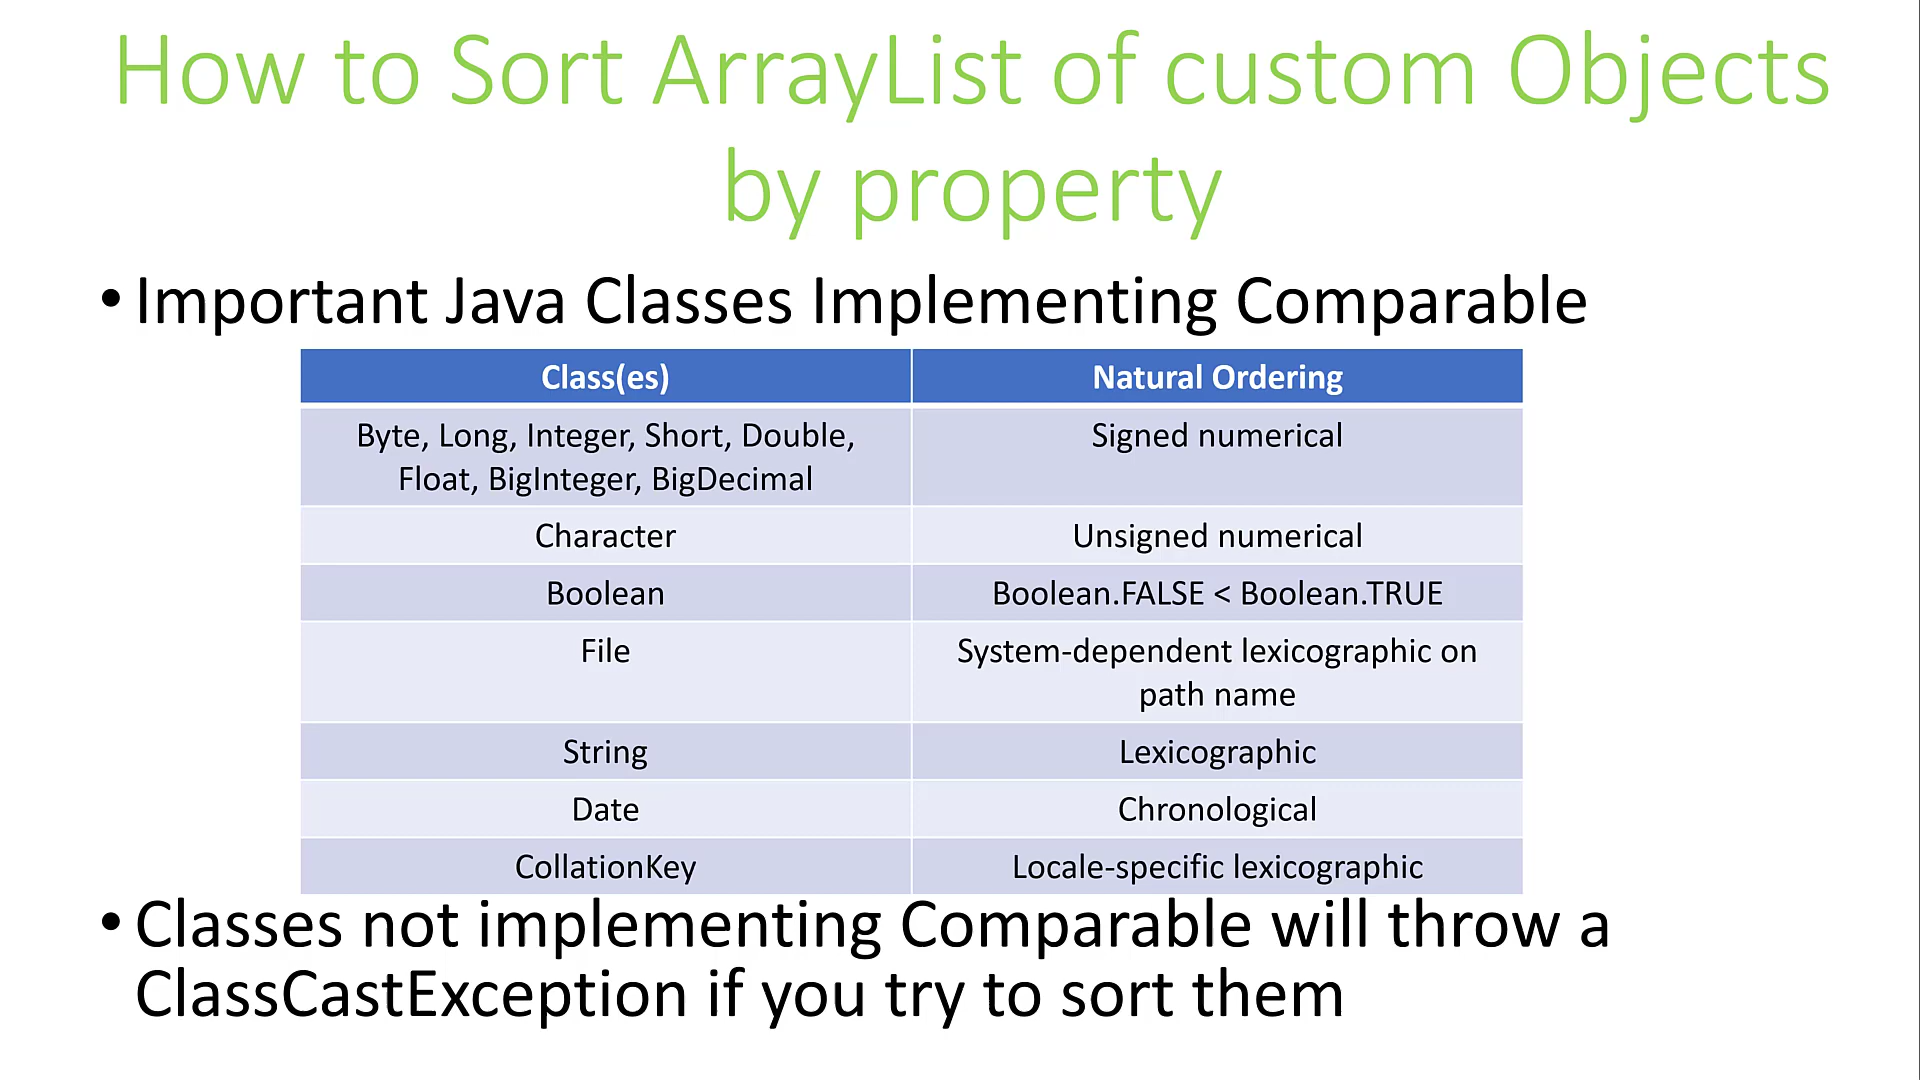 How to Sort ArrayList of custom Objects
by property
• Important Java Classes Implementing Comparable
Class(es) Natural Ordering
Byte, Long, Integer, Short, Double, Signed numerical
Float, BigInteger, BigDecimal
Character Unsigned numerical
Boolean Boolean.FALSE < Boolean.TRUE
File System-dependent lexicographic on
path name
String Lexicographic
Date Chronological
CollationKey Locale-specific lexicographic
• Classes not implementing Comparable will throw a
ClassCastException if you try to sort them